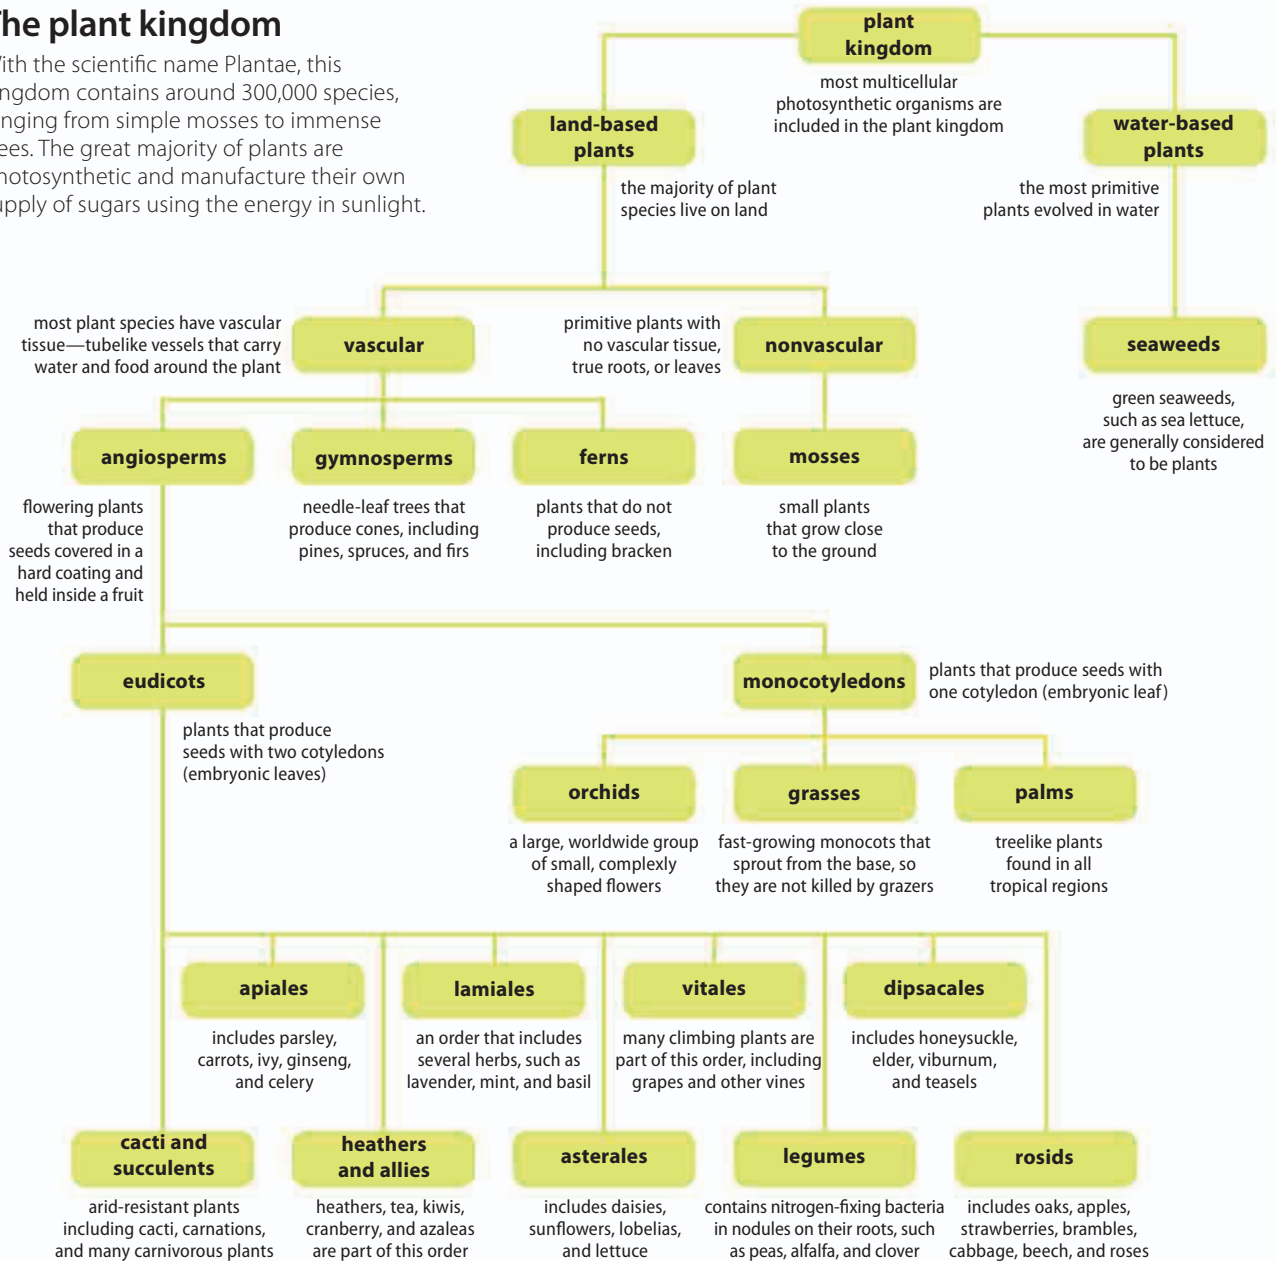 The plant kingdom
With the scientific name Plantae, this
kingdom contains around 300,000 species,
ranging from simple mosses to immense
trees. The great majority of plants are
photosynthetic and manufacture their own
supply of sugars using the energy in sunlight.
plant
kingdom
most multicellular
photosynthetic organisms are
included in the plant kingdom
land-based
plants
the majority of plant
species live on land
water-based
plants
the most primitive
plants evolved in water
most plant species have vascular
tissue—tubelike vessels that carry
water and food around the plant
vascular
primitive plants with
no vascular tissue,
true roots, or leaves
nonvascular
seaweeds
green seaweeds,
such as sea lettuce,
are generally considered
to be plants
angiosperms
flowering plants
that produce
seeds covered in a
hard coating and
held inside a fruit
gymnosperms
needle-leaf trees that
produce cones, including
pines, spruces, and firs
ferns
plants that do not
produce seeds,
including bracken
mosses
small plants
that grow close
to the ground
eudicots
plants that produce
seeds with two cotyledons
(embryonic leaves)
monocotyledons
plants that produce seeds with
one cotyledon (embryonic leaf)
orchids
a large, worldwide group
of small, complexly
shaped flowers
grasses
fast-growing monocots that
sprout from the base, so
they are not killed by grazers
palms
treelike plants
found in all
tropical regions
apiales
includes parsley,
carrots, ivy, ginseng,
and celery
lamiales
an order that includes
several herbs, such as
lavender, mint, and basil
vitales
many climbing plants are
part of this order, including
grapes and other vines
dipsacales
includes honeysuckle,
elder, viburnum,
and teasels
cacti and
succulents
arid-resistant plants
including cacti, carnations,
and many carnivorous plants
heathers
and allies
heathers, tea, kiwis,
cranberry, and azaleas
are part of this order
asterales
includes daisies,
sunflowers, lobelias,
and lettuce
legumes
contains nitrogen-fixing bacteria
in nodules on their roots, such
as peas, alfalfa, and clover
rosids
includes oaks, apples,
strawberries, brambles,
cabbage, beech, and roses